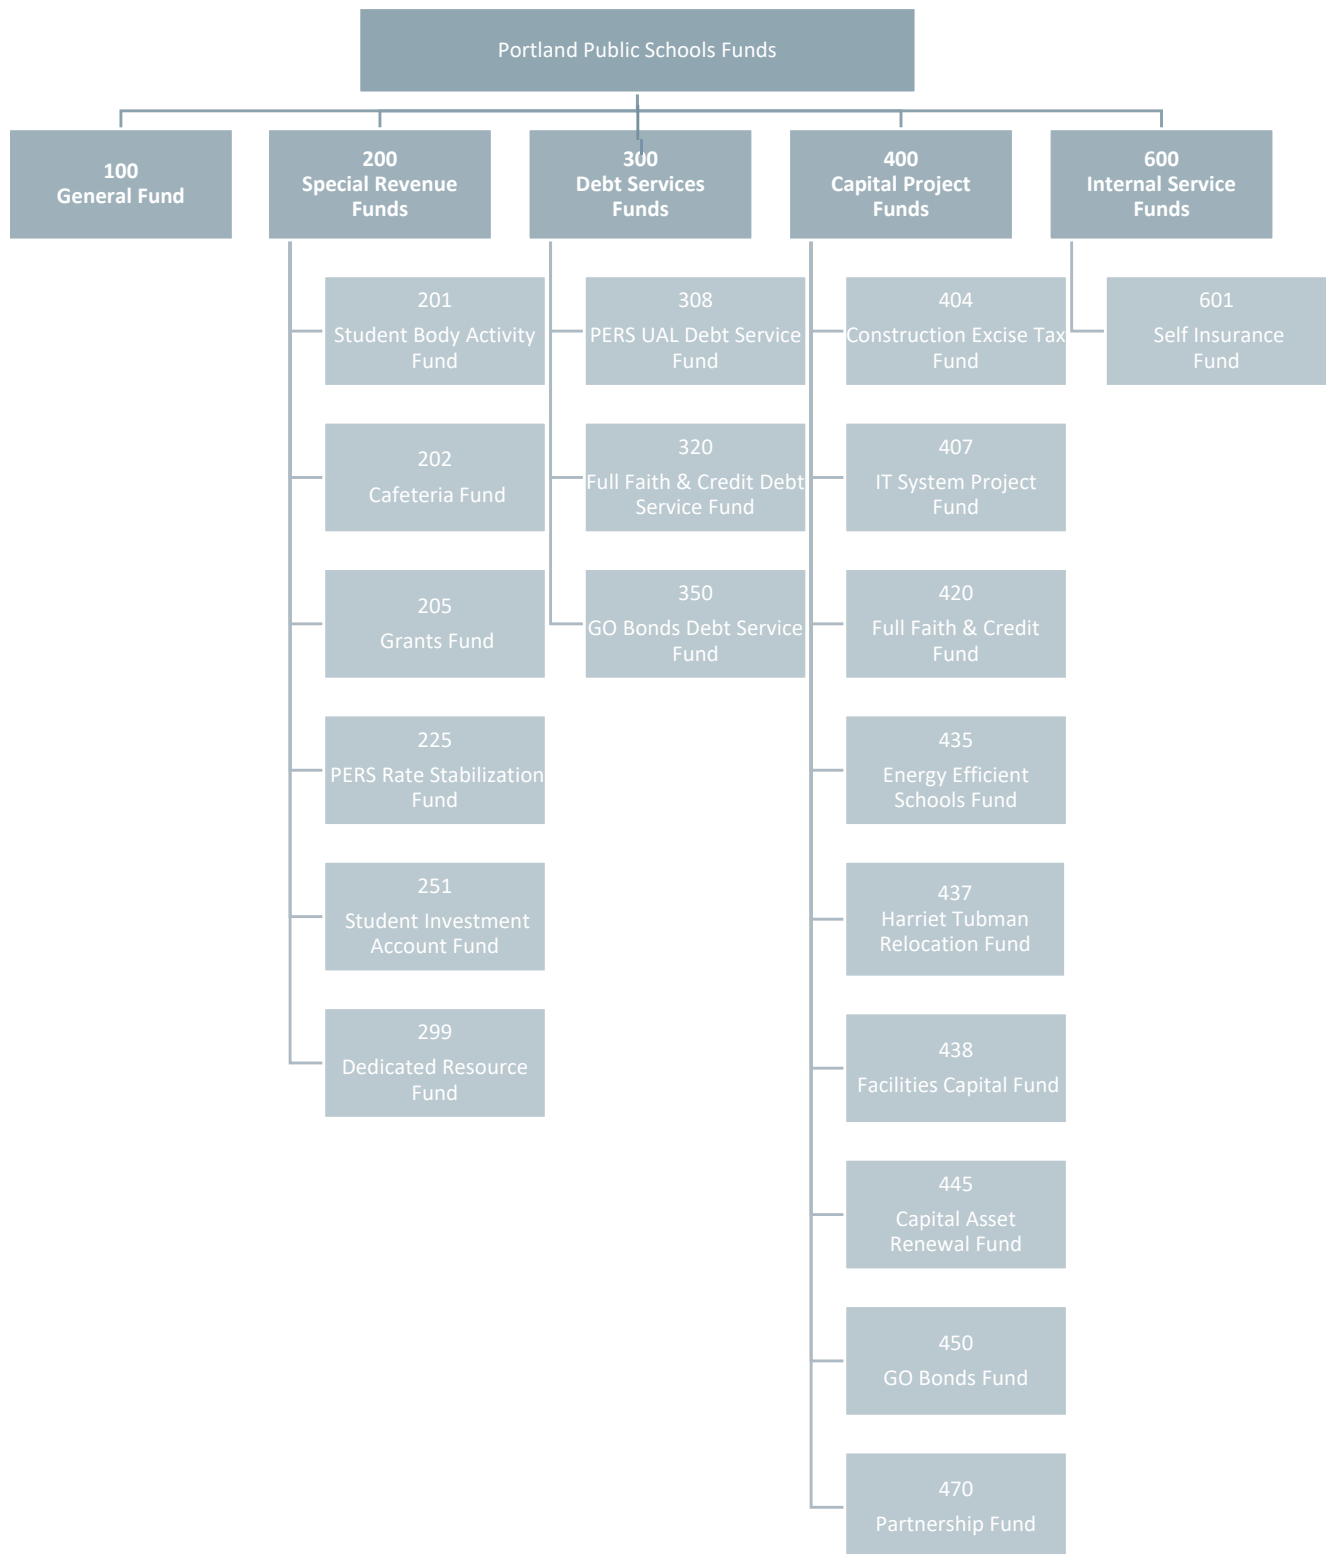 Portland Public Schools Funds
100
General Fund
200
Special Revenue
Funds
300
Debt Services
Funds
400
Capital Project
Funds
600
Internal Service
Funds
201
Student Body Activity
Fund
202
Cafeteria Fund
205
Grants Fund
225
PERS Rate Stabilization
Fund
251
Student Investment
Account Fund
299
Dedicated Resource
Fund
308
PERS UAL Debt Service
Fund
320
Full Faith & Credit Debt
Service Fund
350
GO Bonds Debt Service
Fund
404
Construction Excise Tax
Fund
407
IT System Project
Fund
420
Full Faith & Credit
Fund
435
Energy Efficient
Schools Fund
437
Harriet Tubman
Relocation Fund
438
Facilities Capital Fund
445
Capital Asset
Renewal Fund
450
GO Bonds Fund
470
Partnership Fund
601
Self Insurance
Fund